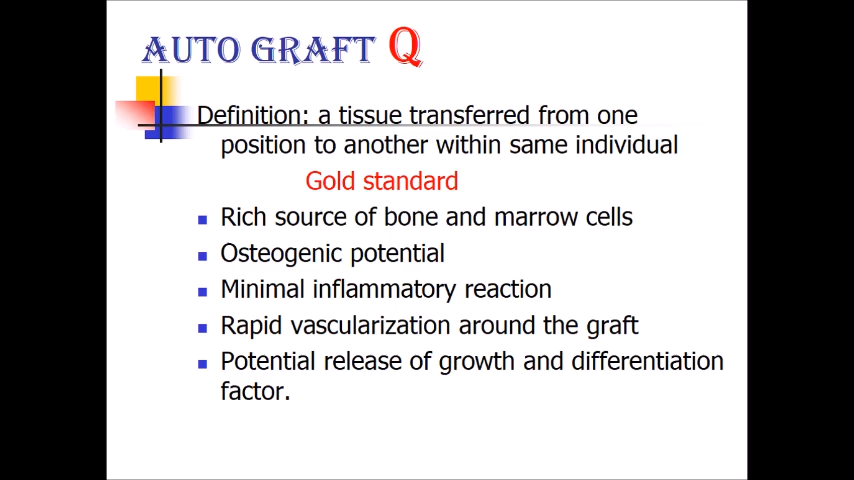 AUTO GRAFT Q
Definition: a tissue transferred from one
position to another within same individual
Gold standard
Rich source of bone and marrow cells
Osteogenic potential
Minimal inflammatory reaction
Rapid vascularization around the graft
Potential release of growth and differentiation
factor.